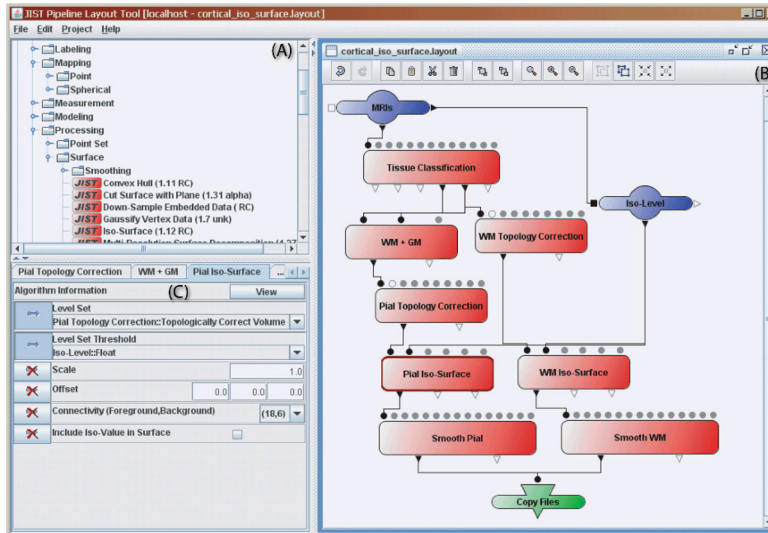 JIST Pipeline Layout Tool [localhost - cortical_iso_surface.layout]
File Edit Project Help
(A)
Labeling
Mapping
Point
Spherical
Measurement
Modeling
Processing
Point Set
Surface
Smoothing
JIST Convex Hull (1.11 RC)
JIST Cut Surface with Plane (1.31 alpha)
JIST Down-Sample Embedded Data ( RC)
JIST Gaussify Vertex Data (1.7 unk)
JIST Iso-Surface (1.12 RC)
Pial Topology Correction WM + GM Pial Iso-Surface ...
(C)
Algorithm Information View
Level Set
Pial Topology Correction::Topologically Correct Volume
Level Set Threshold
Iso-Level::Float
Scale 1.0
Offset 0.0 0.0 0.0
Connectivity (Foreground,Background) (18,6)
Include Iso-Value in Surface
cortical_iso_surface.layout
(B)
MRIs
Tissue Classification
Iso-Level
WM + GM
WM Topology Correction
Pial Topology Correction
Pial Iso-Surface
WM Iso-Surface
Smooth Pial
Smooth WM
Copy Files